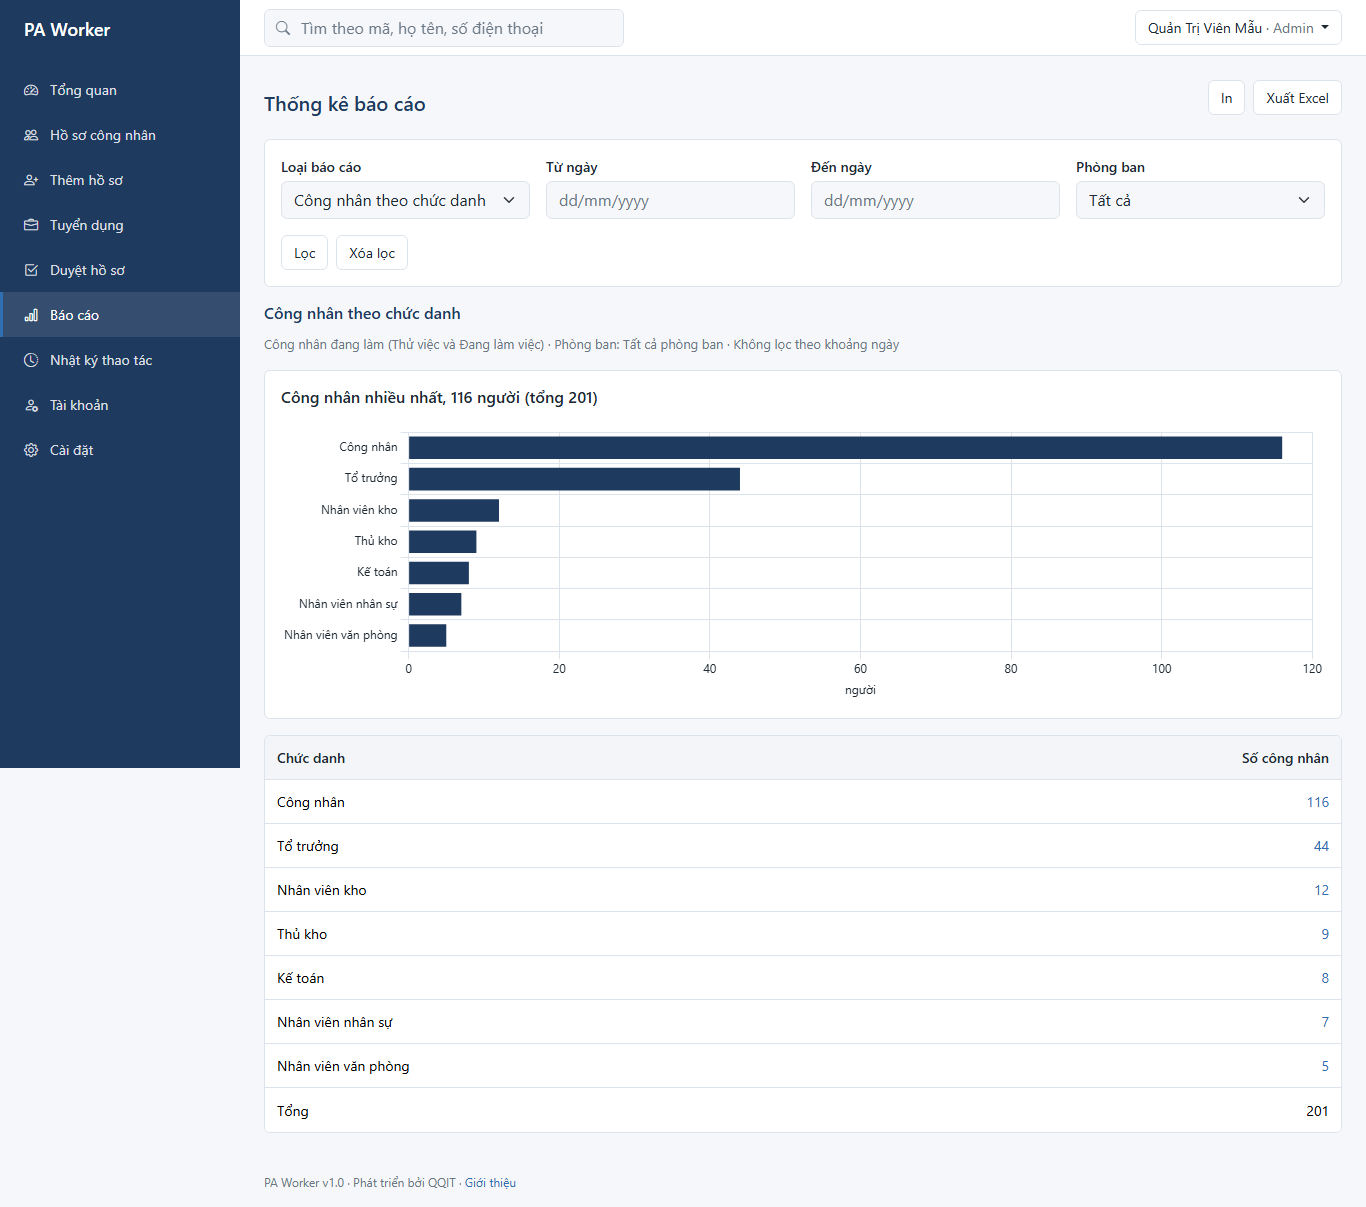 PA Worker
Tìm theo mã, họ tên, số điện thoại
Quản Trị Viên Mẫu · Admin
Tổng quan
Hồ sơ công nhân
Thêm hồ sơ
Tuyển dụng
Duyệt hồ sơ
Báo cáo
Nhật ký thao tác
Tài khoản
Cài đặt
Thống kê báo cáo
In
Xuất Excel
Loại báo cáo
Từ ngày
Đến ngày
Phòng ban
Công nhân theo chức danh
dd/mm/yyyy
dd/mm/yyyy
Tất cả
Lọc
Xóa lọc
Công nhân theo chức danh
Công nhân đang làm (Thử việc và Đang làm việc) · Phòng ban: Tất cả phòng ban · Không lọc theo khoảng ngày
Công nhân nhiều nhất, 116 người (tổng 201)
Công nhân
Tổ trưởng
Nhân viên kho
Thủ kho
Kế toán
Nhân viên nhân sự
Nhân viên văn phòng
0 20 40 60 80 100 120
người
Chức danh Số công nhân
Công nhân 116
Tổ trưởng 44
Nhân viên kho 12
Thủ kho 9
Kế toán 8
Nhân viên nhân sự 7
Nhân viên văn phòng 5
Tổng 201
PA Worker v1.0 · Phát triển bởi QQIT · Giới thiệu